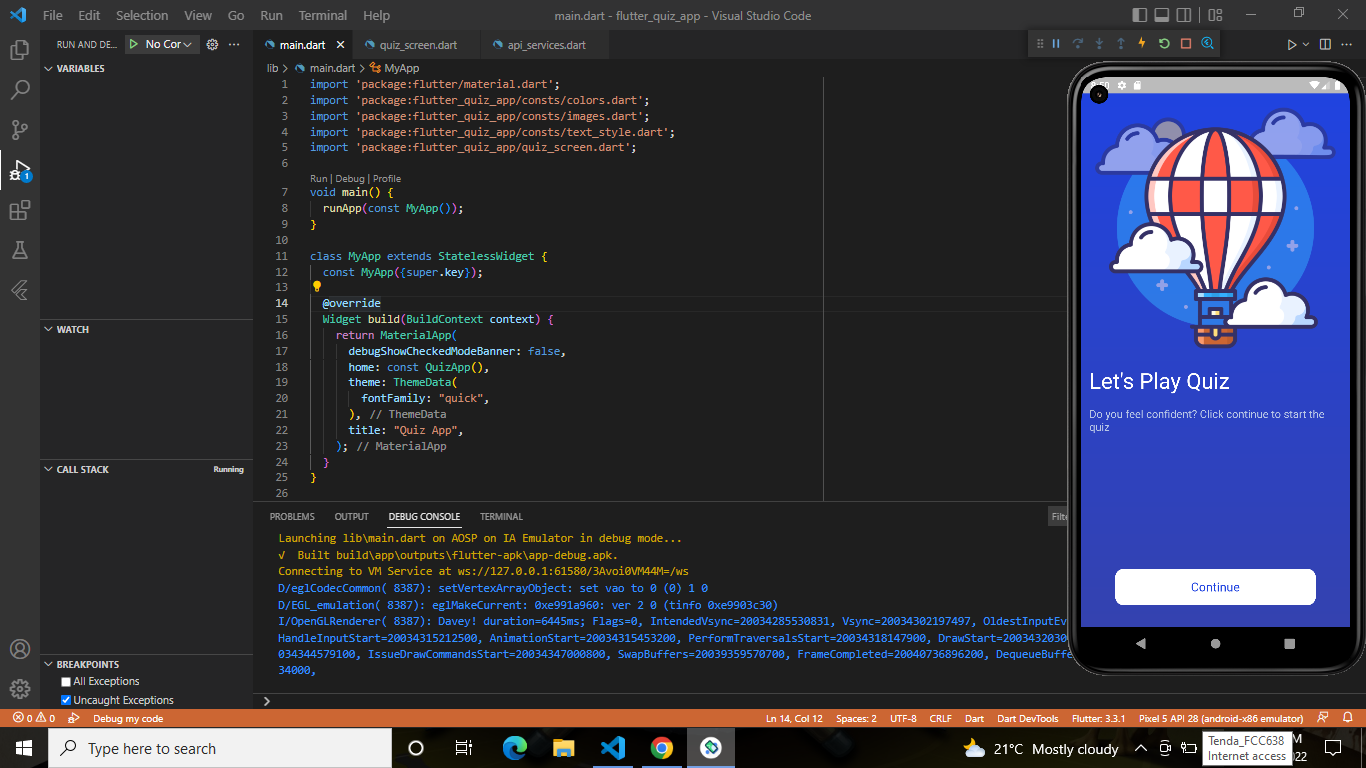 File Edit Selection View Go Run Terminal Help
main.dart - flutter_quiz_app - Visual Studio Code
RUN AND DE... No Cor
main.dart quiz_screen.dart api_services.dart
lib > main.dart > MyApp
VARIABLES
1 import 'package:flutter/material.dart';
2 import 'package:flutter_quiz_app/consts/colors.dart';
3 import 'package:flutter_quiz_app/consts/images.dart';
4 import 'package:flutter_quiz_app/consts/text_style.dart';
5 import 'package:flutter_quiz_app/quiz_screen.dart';
6
Run | Debug | Profile
7 void main() {
8 runApp(const MyApp());
9 }
10
11 class MyApp extends StatelessWidget {
12 const MyApp({super.key});
13
14 @override
15 Widget build(BuildContext context) {
16 return MaterialApp(
17 debugShowCheckedModeBanner: false,
18 home: const QuizApp(),
19 theme: ThemeData(
20 fontFamily: "quick",
21 ), // ThemeData
22 title: "Quiz App",
23 ); // MaterialApp
24 }
25 }
26
WATCH
CALL STACK Running
BREAKPOINTS
All Exceptions
Uncaught Exceptions
1
PROBLEMS OUTPUT DEBUG CONSOLE TERMINAL
Filte
Launching lib\main.dart on AOSP on IA Emulator in debug mode...
√ Built build\app\outputs\flutter-apk\app-debug.apk.
Connecting to VM Service at ws://127.0.0.1:61580/3Avoi0VM44M=/ws
D/eglCodecCommon( 8387): setVertexArrayObject: set vao to 0 (0) 1 0
D/EGL_emulation( 8387): eglMakeCurrent: 0xe991a960: ver 2 0 (tinfo 0xe9903c30)
I/OpenGLRenderer( 8387): Davey! duration=6445ms; Flags=0, IntendedVsync=20034285530831, Vsync=20034302197497, OldestInputEv
HandleInputStart=20034315212500, AnimationStart=20034315453200, PerformTraversalsStart=20034318147900, DrawStart=2003432030
034344579100, IssueDrawCommandsStart=20034347000800, SwapBuffers=20039359570700, FrameCompleted=20040736896200, DequeueBuffe
34000,
>
Let's Play Quiz
Do you feel confident? Click continue to start the
quiz
Continue
0 0 Debug my code
Ln 14, Col 12 Spaces: 2 UTF-8 CRLF Dart Dart DevTools Flutter: 3.3.1 Pixel 5 API 28 (android-x86 emulator)
Type here to search
21°C Mostly cloudy
Tenda_FCC638
Internet access
M
022